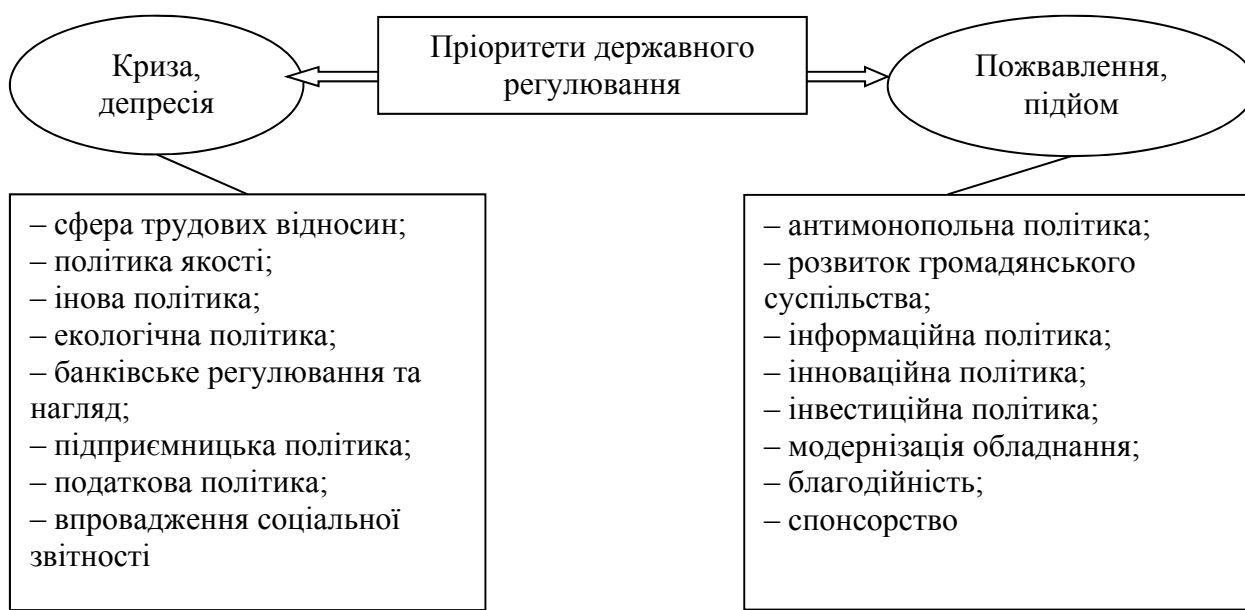 Криза,
депресія
Пріоритети державного
регулювання
Пожвавлення,
підйом
– сфера трудових відносин;
– політика якості;
– інова політика;
– екологічна політика;
– банківське регулювання та
нагляд;
– підприємницька політика;
– податкова політика;
– впровадження соціальної
звітності
– антимонопольна політика;
– розвиток громадянського
суспільства;
– інформаційна політика;
– інноваційна політика;
– інвестиційна політика;
– модернізація обладнання;
– благодійність;
– спонсорство